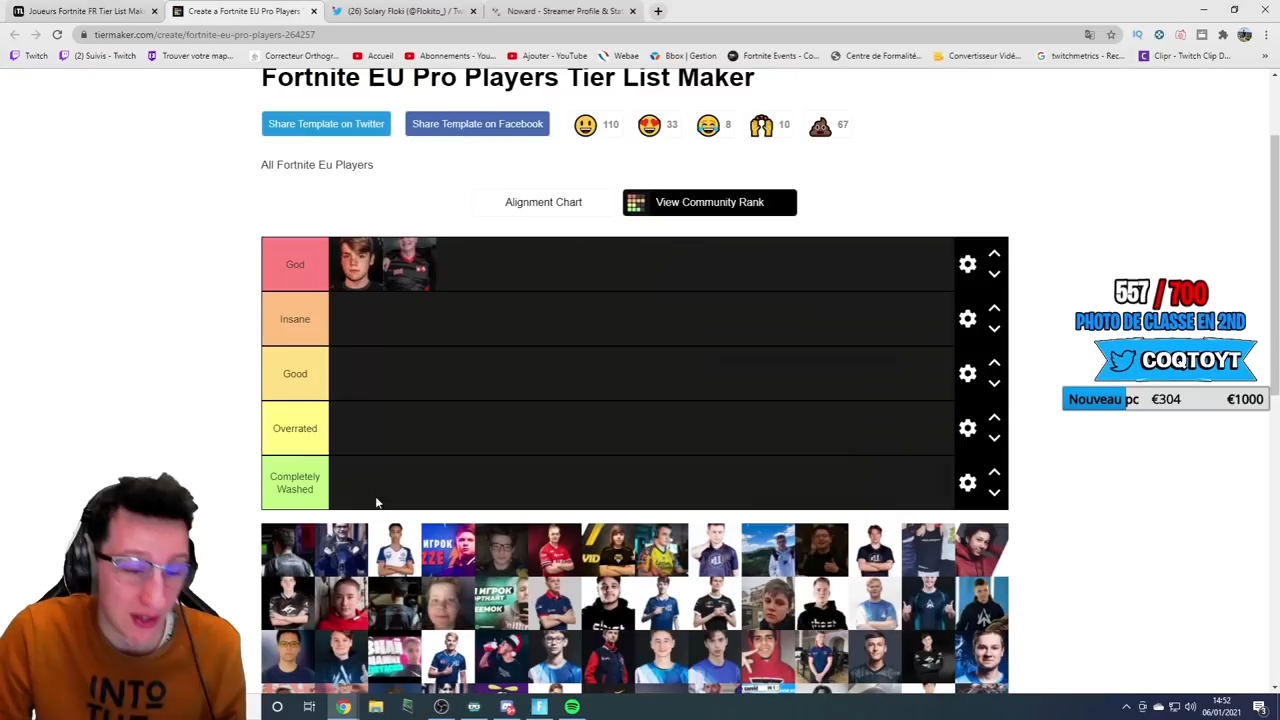 Joueurs Fortnite FR Tier List Mak
Create a Fortnite EU Pro Players
(26) Solary Floki (@Flokito_) / Tw
Noward - Streamer Profile & Sta
tiermaker.com/create/fortnite-eu-pro-players-264257
Twitch
(2) Suivis - Twitch
Trouver votre map...
Correcteur Orthogr...
Accueil
Abonnements - You...
Ajouter - YouTube
Webae
Bbox | Gestion
Fortnite Events - Co...
Centre de Formalité...
Convertisseur Vidé...
twitchmetrics - Rec...
Clipr - Twitch Clip D...
Fortnite EU Pro Players Tier List Maker
Share Template on Twitter
Share Template on Facebook
110
33
8
10
67
All Fortnite Eu Players
Alignment Chart
View Community Rank
God
Insane
Good
Overrated
Completely
Washed
557/700
PHOTO DE CLASSE EN 2ND
COQTOYT
Nouveau pc €304 €1000
ИГРОК
ZZE
VID
INTO
THE
14:52
06/01/2021